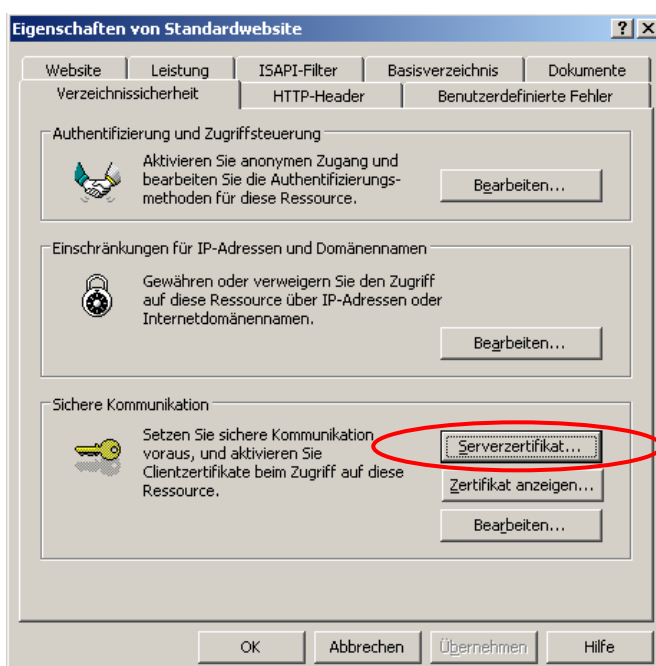 Eigenschaften von Standardwebsite
Website Leistung ISAPI-Filter Basisverzeichnis Dokumente
Verzeichnissicherheit HTTP-Header Benutzerdefinierte Fehler
Authentifizierung und Zugriffsteuerung
Aktivieren Sie anonymen Zugang und
bearbeiten Sie die Authentifizierungs-
methoden für diese Ressource.
Bearbeiten...
Einschränkungen für IP-Adressen und Domänennamen
Gewähren oder verweigern Sie den Zugriff
auf diese Ressource über IP-Adressen oder
Internetdomänennamen.
Bearbeiten...
Sichere Kommunikation
Setzen Sie sichere Kommunikation
voraus, und aktivieren Sie
Clientzertifikate beim Zugriff auf diese
Ressource.
Serverzertifikat...
Zertifikat anzeigen...
Bearbeiten...
OK Abbrechen Übernehmen Hilfe